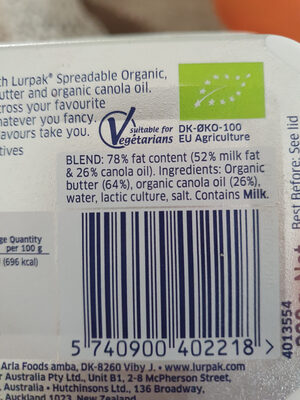 th Lurpak® Spreadable Organic,
utter and organic canola oil.
cross your favourite
hatever you fancy.
avours take you.
tives
suitable for
Vegetarians
DK-ØKO-100
EU Agriculture
BLEND: 78% fat content (52% milk fat
& 26% canola oil). Ingredients: Organic
butter (64%), organic canola oil (26%),
water, lactic culture, salt. Contains Milk.
ge Quantity
per 100 g
(696 kcal)
5 740900 402218 >
Best Before: See lid
4013554
Arla Foods amba, DK-8260 Viby J. • www.lurpak.com
r Australia Pty Ltd., Unit B1, 2-8 McPherson Street,
Australia • Hutchinsons Ltd., 136 Broadway,
Auckland 1023, New Zealand